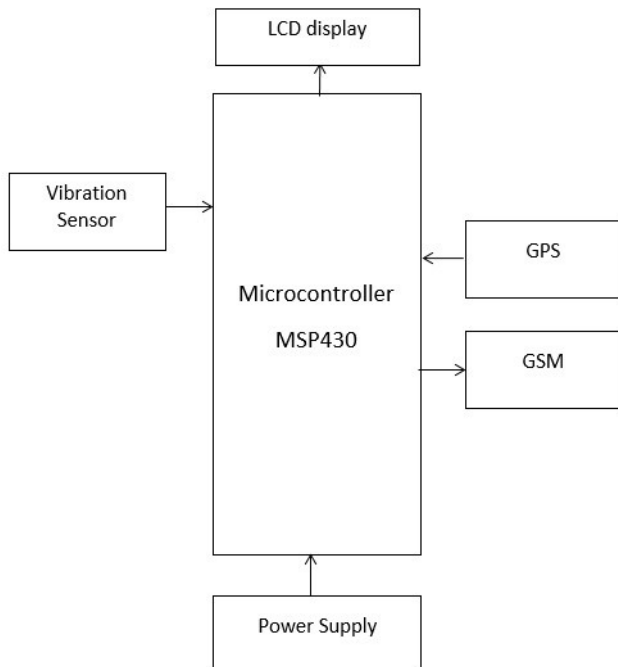 LCD display
Vibration
Sensor
Microcontroller
MSP430
GPS
GSM
Power Supply